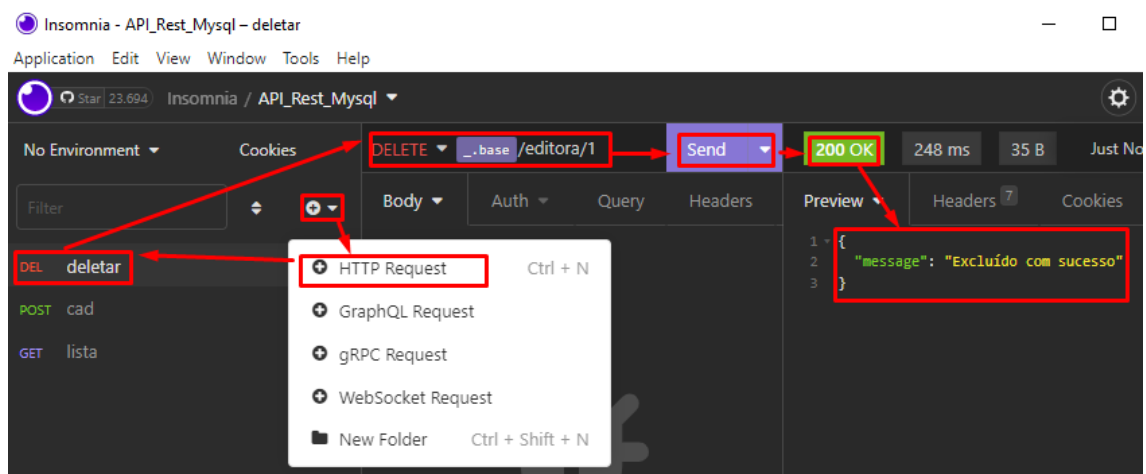 Insomnia - API_Rest_Mysql – deletar
Application Edit View Window Tools Help
Star 23.694 Insomnia / API_Rest_Mysql
No Environment Cookies DELETE _.base /editora/1 Send 200 OK 248 ms 35 B Just No
Filter Body Auth Query Headers Preview Headers 7 Cookies
DEL deletar
POST cad
GET lista
HTTP Request Ctrl + N
GraphQL Request
gRPC Request
WebSocket Request
New Folder Ctrl + Shift + N
1 {
2 "message": "Excluído com sucesso"
3 }